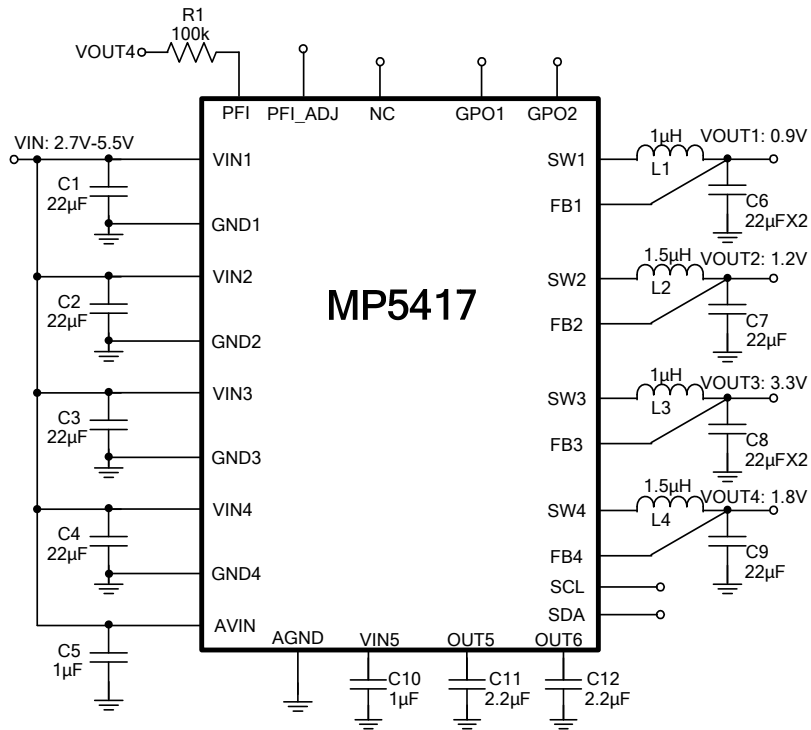 R1
100k
VOUT4
PFI
PFI_ADJ
NC
GPO1
GPO2
VIN: 2.7V-5.5V
VIN1
C1
22µF
GND1
VIN2
C2
22µF
GND2
VIN3
C3
22µF
GND3
VIN4
C4
22µF
GND4
AVIN
C5
1µF
MP5417
SW1
1µH
L1
VOUT1: 0.9V
FB1
C6
22µFX2
SW2
1.5µH
L2
VOUT2: 1.2V
FB2
C7
22µF
SW3
1µH
L3
VOUT3: 3.3V
FB3
C8
22µFX2
SW4
1.5µH
L4
VOUT4: 1.8V
FB4
C9
22µF
SCL
SDA
AGND
VIN5
OUT5
OUT6
C10
1µF
C11
2.2µF
C12
2.2µF